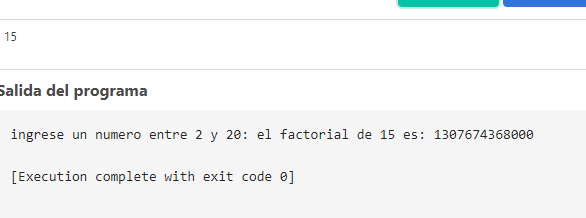 15
Salida del programa
ingrese un numero entre 2 y 20: el factorial de 15 es: 1307674368000
[Execution complete with exit code 0]